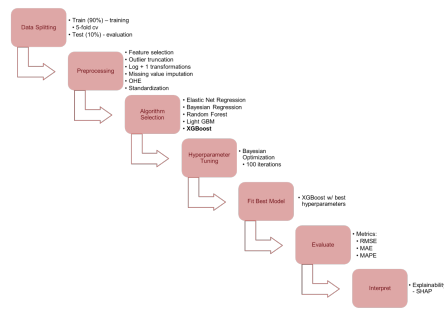 Data Splitting
• Train (90%) – training
• 5-fold cv
• Test (10%) - evaluation
Preprocessing
• Feature selection
• Outlier truncation
• Log + 1 transformations
• Missing value imputation
• OHE
• Standardization
Algorithm
Selection
• Elastic Net Regression
• Bayesian Regression
• Random Forest
• Light GBM
• XGBoost
Hyperparameter
Tuning
• Bayesian
Optimization
• 100 iterations
Fit Best Model
• XGBoost w/ best
hyperparameters
Evaluate
• Metrics:
• RMSE
• MAE
• MAPE
Interpret
• Explainability
- SHAP